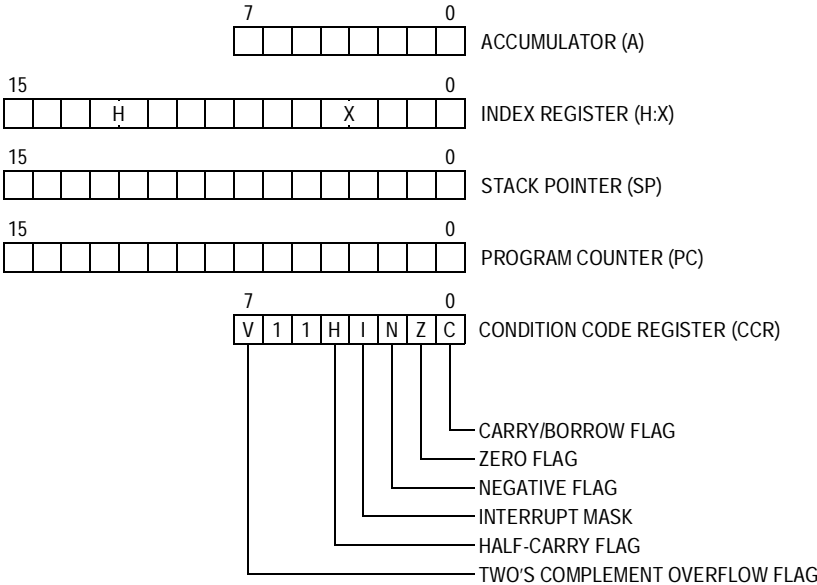 7 0
ACCUMULATOR (A)
15 0
H X INDEX REGISTER (H:X)
15 0
STACK POINTER (SP)
15 0
PROGRAM COUNTER (PC)
7 0
V 1 1 H I N Z C CONDITION CODE REGISTER (CCR)
CARRY/BORROW FLAG
ZERO FLAG
NEGATIVE FLAG
INTERRUPT MASK
HALF-CARRY FLAG
TWO'S COMPLEMENT OVERFLOW FLAG